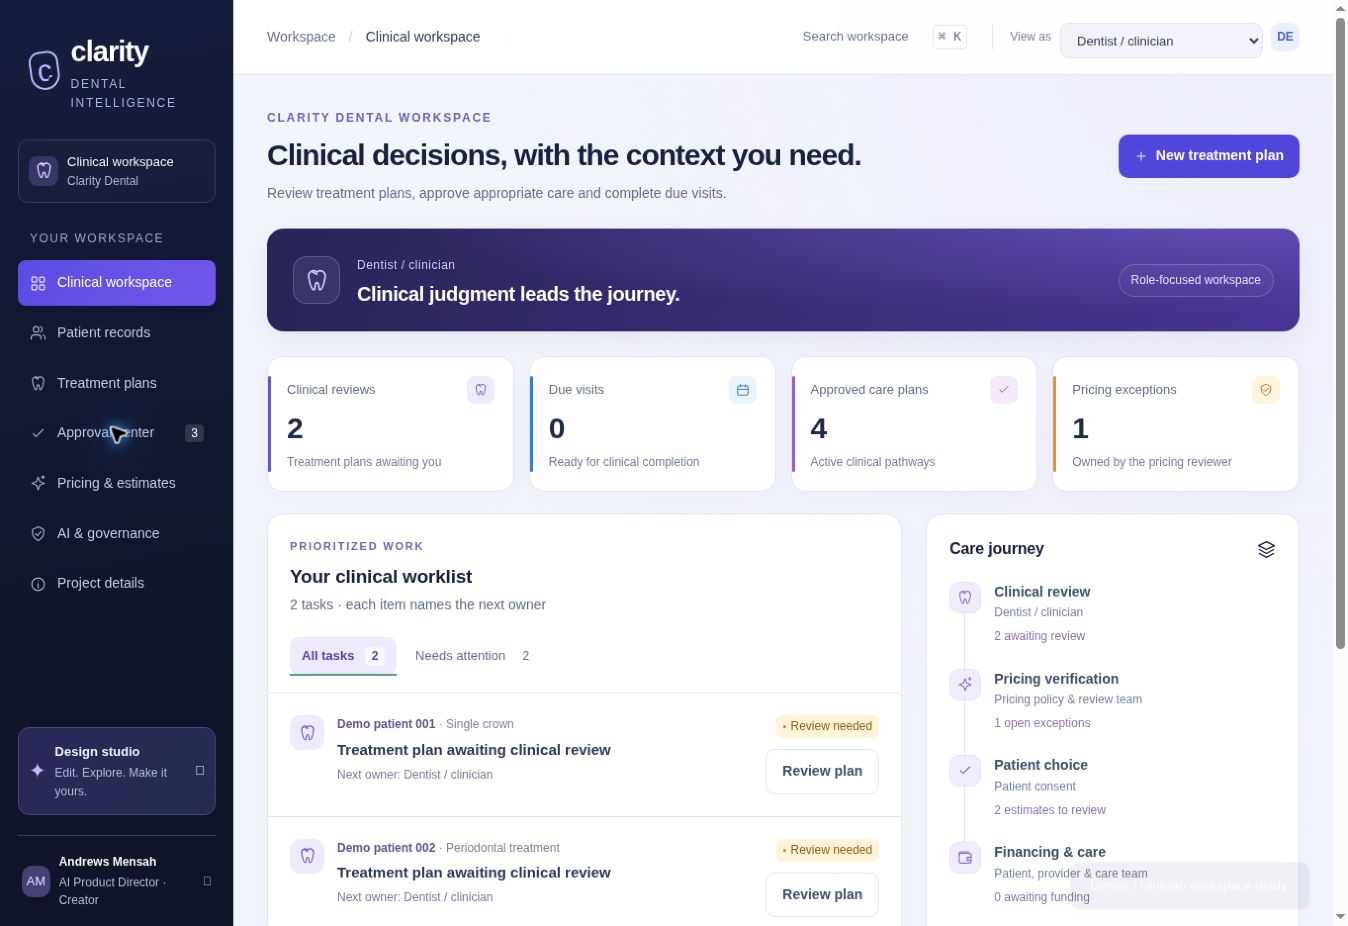 clarity
DENTAL
INTELLIGENCE
Clinical workspace
Clarity Dental
YOUR WORKSPACE
Clinical workspace
Patient records
Treatment plans
Approval center 3
Pricing & estimates
AI & governance
Project details
Design studio
Edit. Explore. Make it
yours.
AM
Andrews Mensah
AI Product Director ·
Creator
Workspace / Clinical workspace
Search workspace ⌘ K
View as
Dentist / clinician
DE
CLARITY DENTAL WORKSPACE
Clinical decisions, with the context you need.
Review treatment plans, approve appropriate care and complete due visits.
+ New treatment plan
Dentist / clinician
Clinical judgment leads the journey.
Role-focused workspace
Clinical reviews
2
Treatment plans awaiting you
Due visits
0
Ready for clinical completion
Approved care plans
4
Active clinical pathways
Pricing exceptions
1
Owned by the pricing reviewer
PRIORITIZED WORK
Your clinical worklist
2 tasks · each item names the next owner
All tasks 2
Needs attention 2
Demo patient 001 · Single crown
Treatment plan awaiting clinical review
Next owner: Dentist / clinician
• Review needed
Review plan
Demo patient 002 · Periodontal treatment
Treatment plan awaiting clinical review
Next owner: Dentist / clinician
• Review needed
Review plan
Care journey
Clinical review
Dentist / clinician
2 awaiting review
Pricing verification
Pricing policy & review team
1 open exceptions
Patient choice
Patient consent
2 estimates to review
Financing & care
Patient, provider & care team
0 awaiting funding
Dentist / clinician workspace ready.